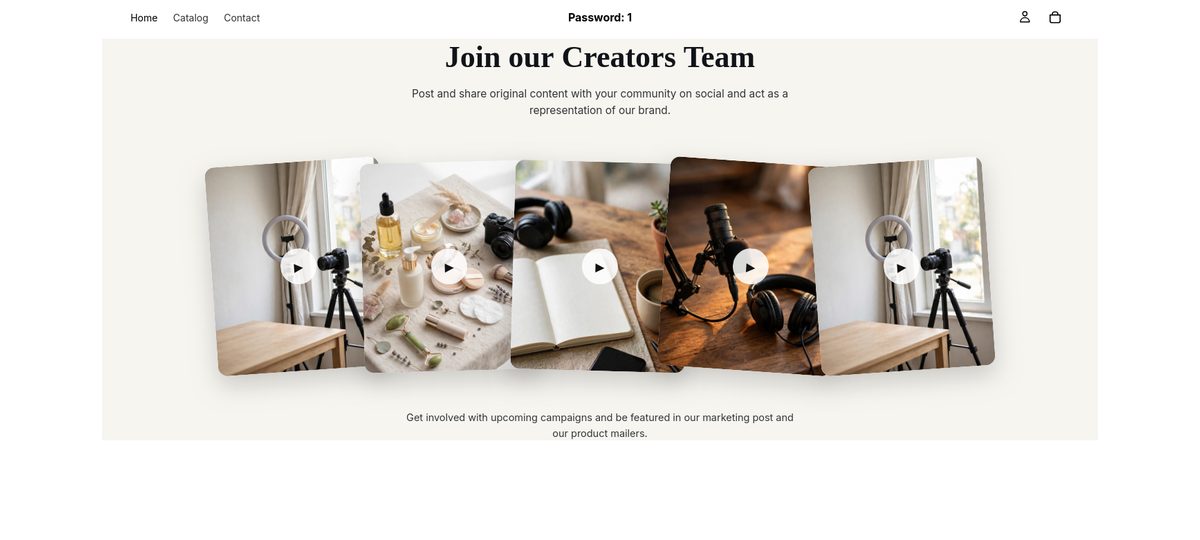 Home Catalog Contact Password: 1
Join our Creators Team
Post and share original content with your community on social and act as a
representation of our brand.
Get involved with upcoming campaigns and be featured in our marketing post and
our product mailers.